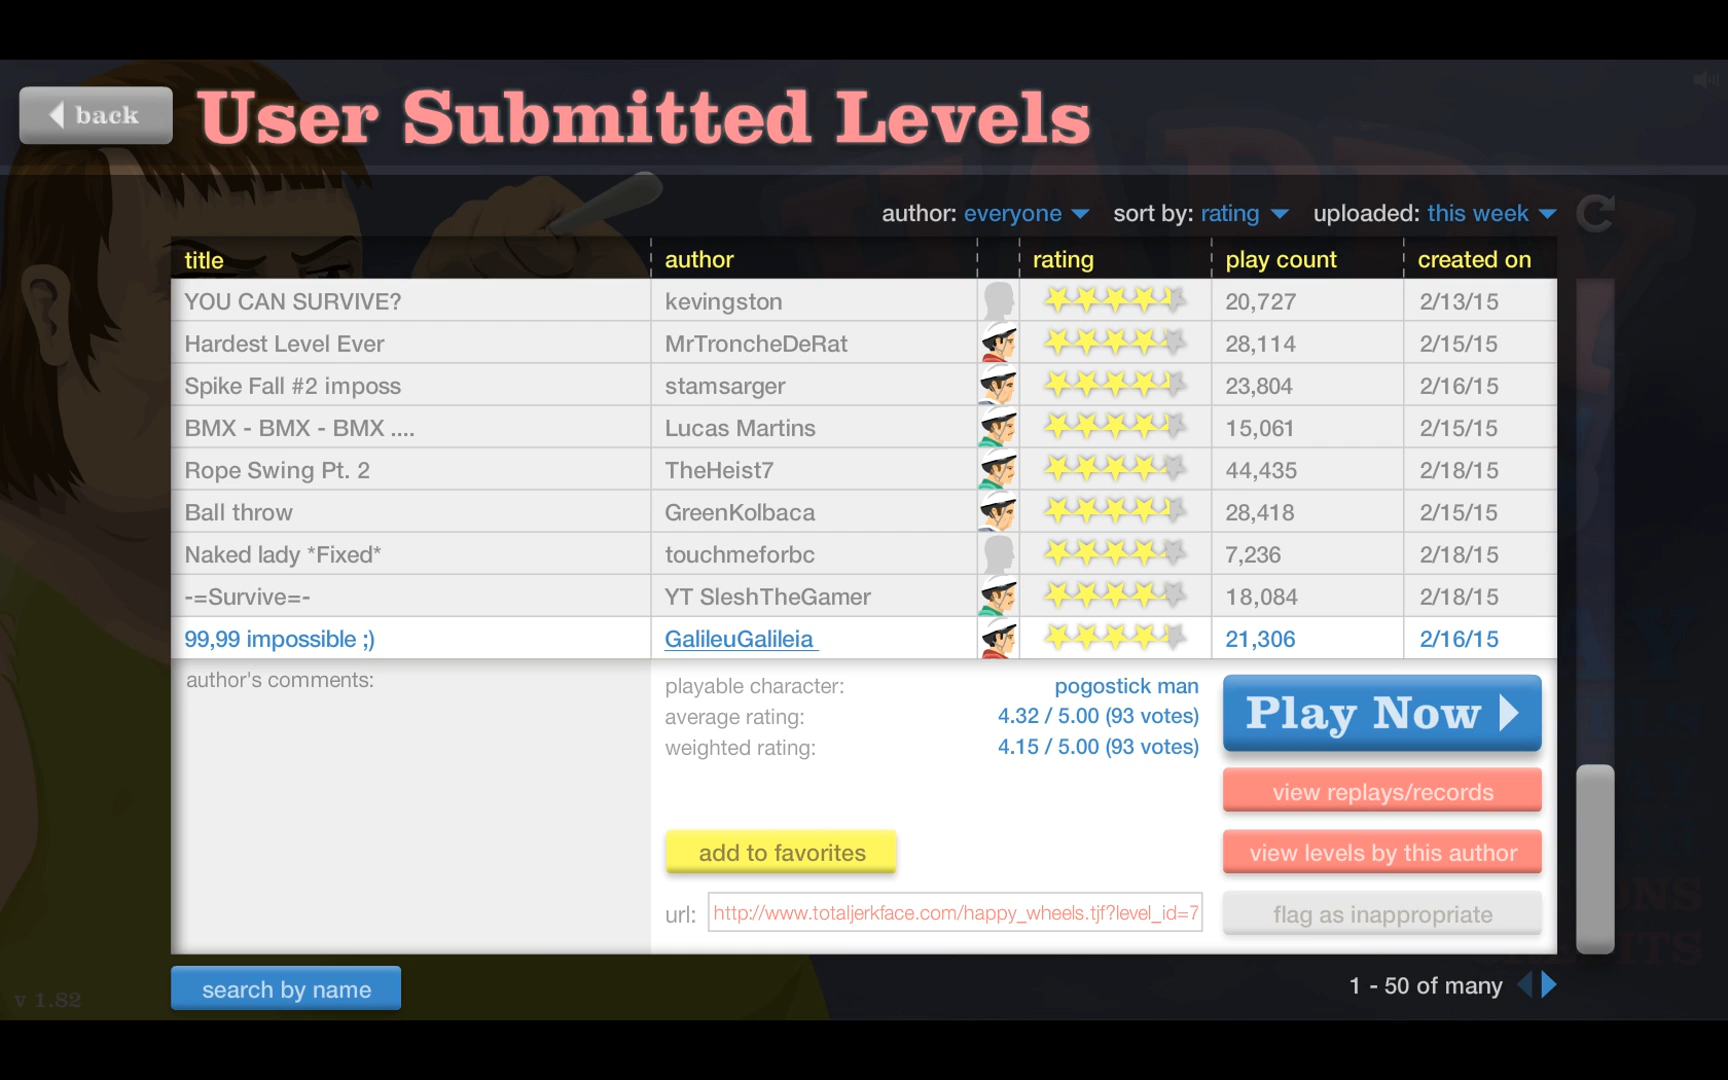 back
User Submitted Levels
author: everyone sort by: rating uploaded: this week
title author rating play count created on
YOU CAN SURVIVE? kevingston 20,727 2/13/15
Hardest Level Ever MrTroncheDeRat 28,114 2/15/15
Spike Fall #2 imposs stamsarger 23,804 2/16/15
BMX - BMX - BMX .... Lucas Martins 15,061 2/15/15
Rope Swing Pt. 2 TheHeist7 44,435 2/18/15
Ball throw GreenKolbaca 28,418 2/15/15
Naked lady *Fixed* touchmeforbc 7,236 2/18/15
-=Survive=- YT SleshTheGamer 18,084 2/18/15
99,99 impossible ;) GalileuGalileia 21,306 2/16/15
author's comments:
playable character: pogostick man
average rating: 4.32 / 5.00 (93 votes)
weighted rating: 4.15 / 5.00 (93 votes)
Play Now
view replays/records
add to favorites
view levels by this author
url: http://www.totaljerkface.com/happy_wheels.tjf?level_id=7
flag as inappropriate
search by name
1 - 50 of many
v 1.82